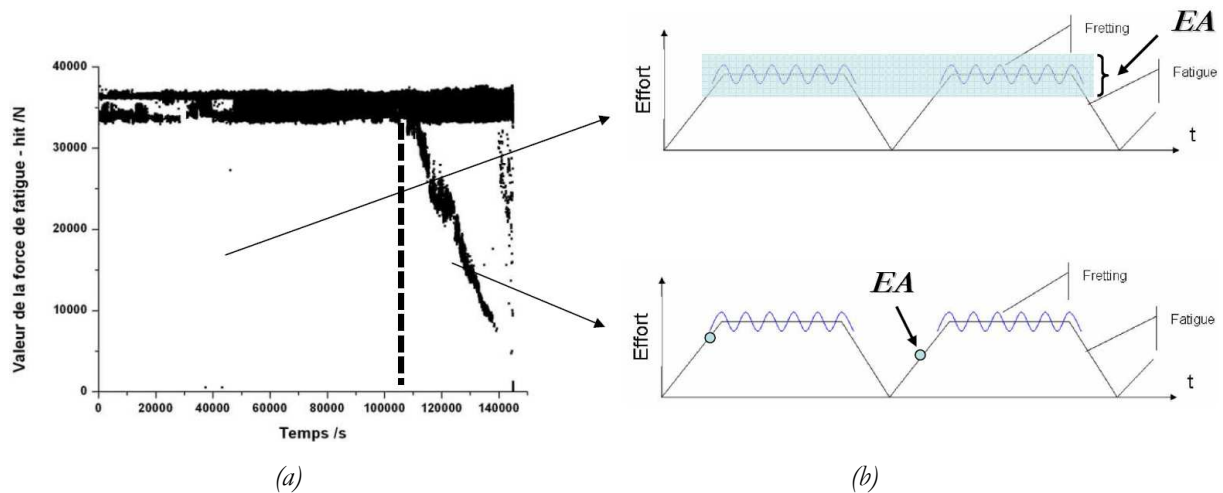 Valeur de la force de fatigue - hit /N
40000
30000
20000
10000
0
0 20000 40000 60000 80000 100000 120000 140000
Temps /s
(a)
Effort
Fretting
EA
Fatigue
t
Effort
EA
Fretting
Fatigue
t
(b)